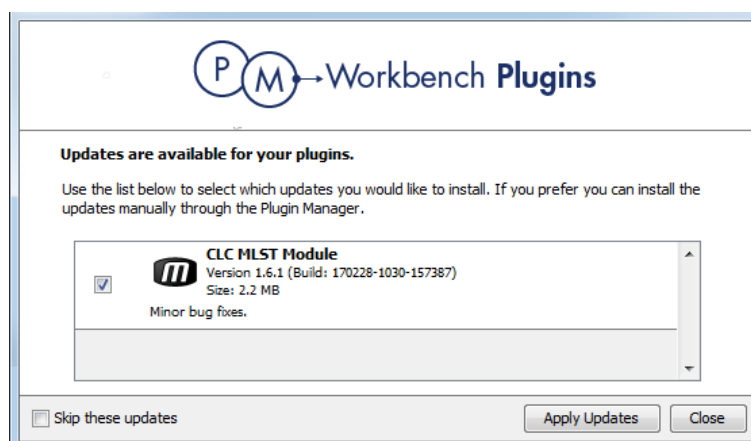 P M Workbench Plugins
Updates are available for your plugins.
Use the list below to select which updates you would like to install. If you prefer you can install the
updates manually through the Plugin Manager.
CLC MLST Module
Version 1.6.1 (Build: 170228-1030-157387)
Size: 2.2 MB
Minor bug fixes.
Skip these updates
Apply Updates
Close